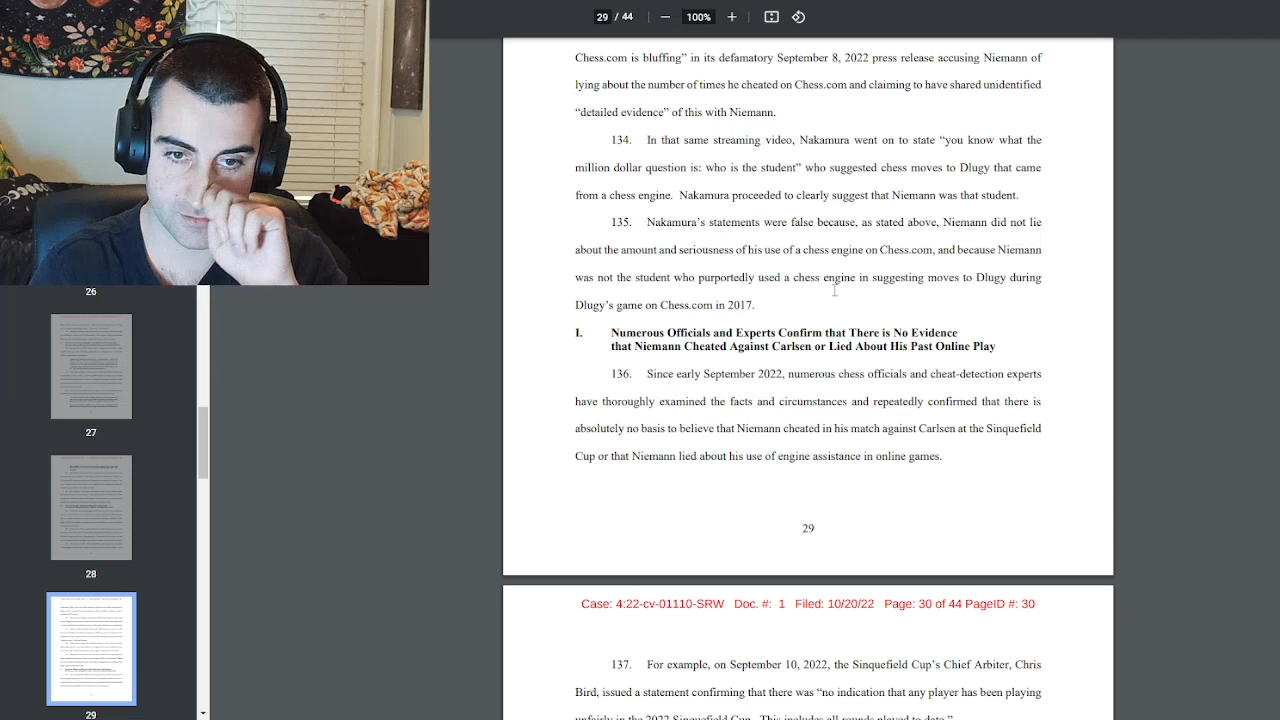 29 / 44
100%
Chess.com is bluffing” in its defamatory September 8, 2022 press release accusing Niemann of
lying about the number of times he cheated on Chess.com and claiming to have shared unidentified
“detailed evidence” of this with Niemann.
134. In that same streaming video, Nakamura went on to state “you know what the
million dollar question is: who is the student” who suggested chess moves to Dlugy that came
from a chess engine. Nakamura proceeded to clearly suggest that Niemann was that student.
135. Nakamura’s statements were false because, as stated above, Niemann did not lie
about the amount and seriousness of his use of a chess engine on Chess.com, and because Niemann
was not the student who purportedly used a chess engine in suggesting moves to Dlugy during
Dlugy’s game on Chess.com in 2017.
I. Numerous Officials and Experts Confirm that There is No Evidence
that Niemann Cheated Against Carlsen or Lied About His Past Online Play
136. Since early September 2022, numerous chess officials and cheat-detection experts
have thoroughly examined the facts and circumstances and repeatedly confirmed that there is
absolutely no basis to believe that Niemann cheated in his match against Carlsen at the Sinquefield
Cup or that Niemann lied about his use of engine assistance in online games.
29
Case: 4:22-cv-01110-SRW Doc. #: 1 Filed: 10/20/22 Page: 30 of 44 PageID #: 30
137. For example, on September 10, 2022, the Sinquefield Cup’s Chief Arbiter, Chris
Bird, issued a statement confirming that there was “no indication that any player has been playing
unfairly in the 2022 Sinquefield Cup. This includes all rounds played to date.”
26
27
28
29